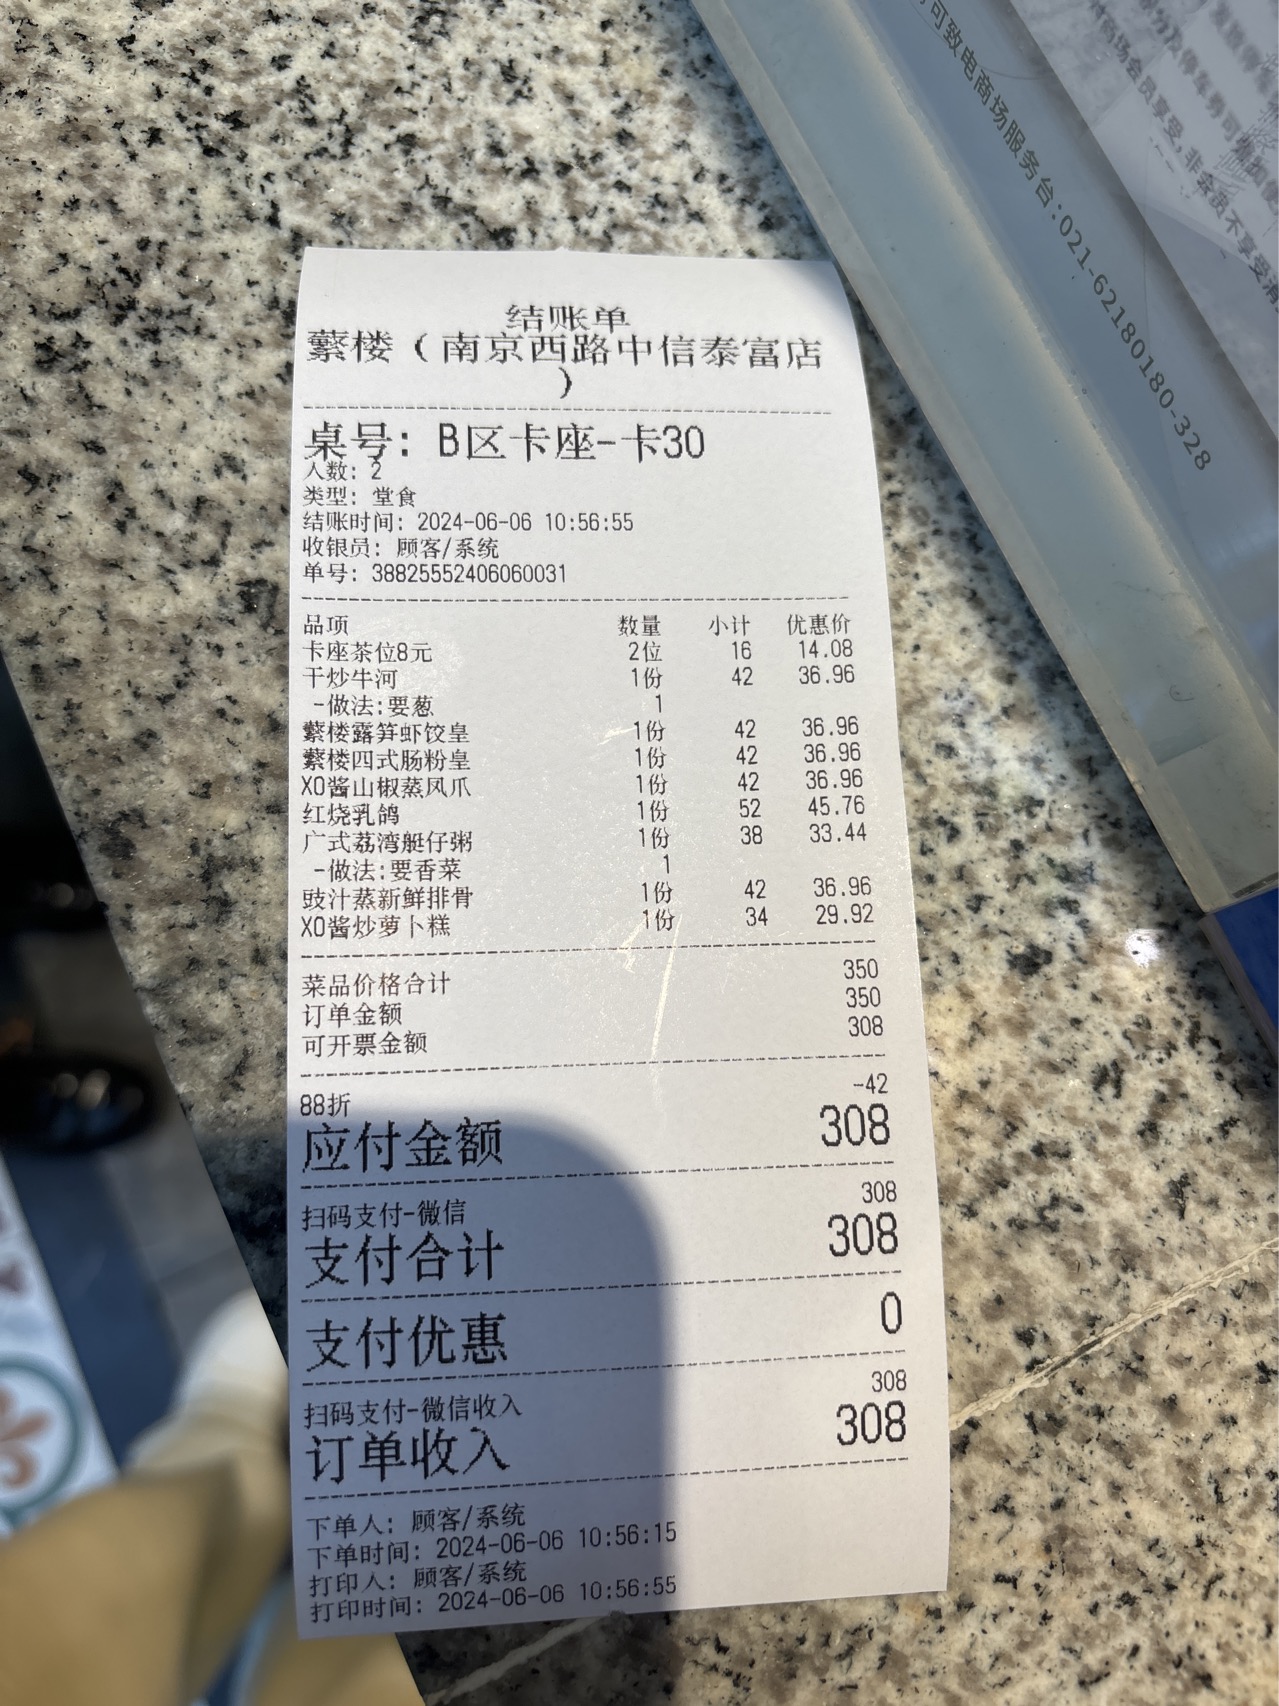 可致电商场服务台:021-62180180-328
结账单
蘩楼（南京西路中信泰富店
）
桌号: B区卡座-卡30
人数: 2
类型: 堂食
结账时间: 2024-06-06 10:56:55
收银员: 顾客/系统
单号: 38825552406060031
品项 数量 小计 优惠价
卡座茶位8元 2位 16 14.08
干炒牛河 1份 42 36.96
-做法:要葱 1
蘩楼露笋虾饺皇 1份 42 36.96
蘩楼四式肠粉皇 1份 42 36.96
XO酱山椒蒸凤爪 1份 42 36.96
红烧乳鸽 1份 52 45.76
广式荔湾艇仔粥 1份 38 33.44
-做法:要香菜 1
豉汁蒸新鲜排骨 1份 42 36.96
XO酱炒萝卜糕 1份 34 29.92
菜品价格合计 350
订单金额 350
可开票金额 308
88折 -42
应付金额 308
扫码支付-微信 308
支付合计 308
支付优惠 0
扫码支付-微信收入 308
订单收入 308
下单人: 顾客/系统
下单时间: 2024-06-06 10:56:15
打印人: 顾客/系统
打印时间: 2024-06-06 10:56:55